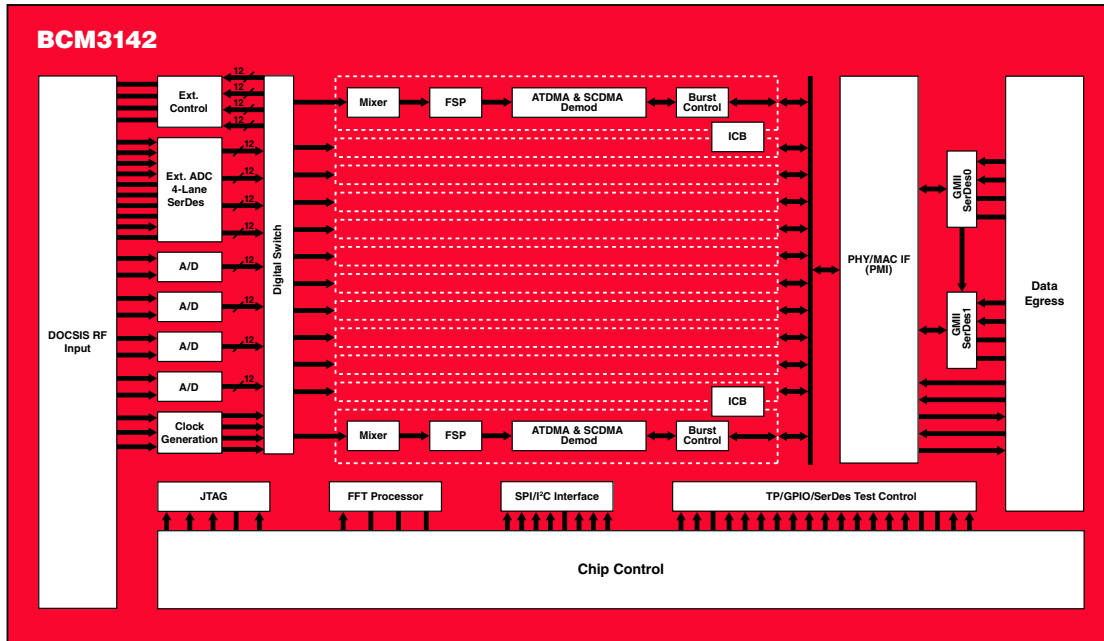 BCM3142
DOCSIS RF
Input
Ext.
Control
12
12
12
12
Ext. ADC
4-Lane
SerDes
12
12
12
12
A/D
12
A/D
12
A/D
12
A/D
12
Clock
Generation
Digital Switch
Mixer
FSP
ATDMA & SCDMA
Demod
Burst
Control
ICB
ICB
Mixer
FSP
ATDMA & SCDMA
Demod
Burst
Control
PHY/MAC IF
(PMI)
GMII
SerDes0
GMII
SerDes1
Data
Egress
JTAG
FFT Processor
SPI/I²C Interface
TP/GPIO/SerDes Test Control
Chip Control